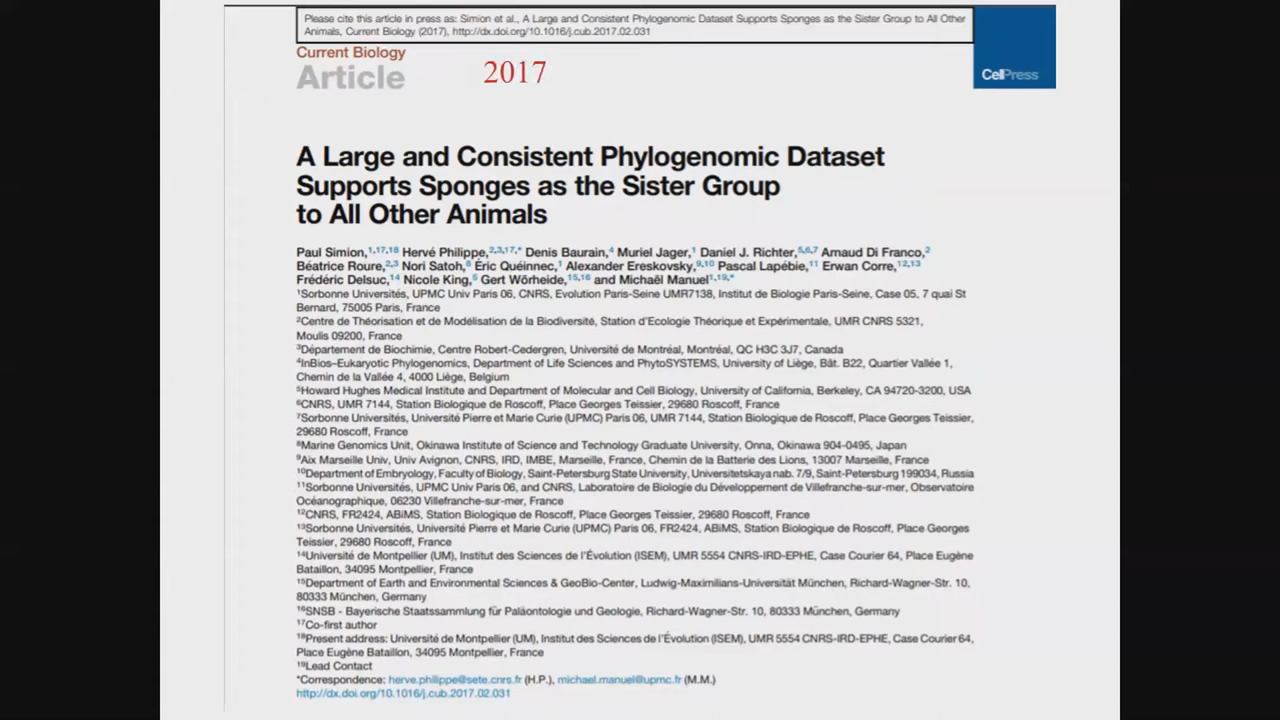 Please cite this article in press as: Simion et al., A Large and Consistent Phylogenomic Dataset Supports Sponges as the Sister Group to All Other
Animals, Current Biology (2017), http://dx.doi.org/10.1016/j.cub.2017.02.031
Current Biology
Article
2017
CellPress
A Large and Consistent Phylogenomic Dataset
Supports Sponges as the Sister Group
to All Other Animals
Paul Simion,1,17,18 Hervé Philippe,2,3,17,* Denis Baurain,4 Muriel Jager,1 Daniel J. Richter,5,6,7 Arnaud Di Franco,2
Béatrice Roure,2,3 Nori Satoh,8 Éric Quéinnec,1 Alexander Ereskovsky,9,10 Pascal Lapébie,11 Erwan Corre,12,13
Frédéric Delsuc,14 Nicole King,5 Gert Wörheide,15,16 and Michaël Manuel1,19,*
1Sorbonne Universités, UPMC Univ Paris 06, CNRS, Evolution Paris-Seine UMR7138, Institut de Biologie Paris-Seine, Case 05, 7 quai St
Bernard, 75005 Paris, France
2Centre de Théorisation et de Modélisation de la Biodiversité, Station d'Ecologie Théorique et Expérimentale, UMR CNRS 5321,
Moulis 09200, France
3Département de Biochimie, Centre Robert-Cedergren, Université de Montréal, Montréal, QC H3C 3J7, Canada
4InBios–Eukaryotic Phylogenomics, Department of Life Sciences and PhytoSYSTEMS, University of Liège, Bât. B22, Quartier Vallée 1,
Chemin de la Vallée 4, 4000 Liège, Belgium
5Howard Hughes Medical Institute and Department of Molecular and Cell Biology, University of California, Berkeley, CA 94720-3200, USA
6CNRS, UMR 7144, Station Biologique de Roscoff, Place Georges Teissier, 29680 Roscoff, France
7Sorbonne Universités, Université Pierre et Marie Curie (UPMC) Paris 06, UMR 7144, Station Biologique de Roscoff, Place Georges Teissier,
29680 Roscoff, France
8Marine Genomics Unit, Okinawa Institute of Science and Technology Graduate University, Onna, Okinawa 904-0495, Japan
9Aix Marseille Univ, Univ Avignon, CNRS, IRD, IMBE, Marseille, France, Chemin de la Batterie des Lions, 13007 Marseille, France
10Department of Embryology, Faculty of Biology, Saint-Petersburg State University, Universitetskaya nab. 7/9, Saint-Petersburg 199034, Russia
11Sorbonne Universités, UPMC Univ Paris 06, and CNRS, Laboratoire de Biologie du Développement de Villefranche-sur-mer, Observatoire
Océanographique, 06230 Villefranche-sur-mer, France
12CNRS, FR2424, ABiMS, Station Biologique de Roscoff, Place Georges Teissier, 29680 Roscoff, France
13Sorbonne Universités, Université Pierre et Marie Curie (UPMC) Paris 06, FR2424, ABiMS, Station Biologique de Roscoff, Place Georges
Teissier, 29680 Roscoff, France
14Université de Montpellier (UM), Institut des Sciences de l'Évolution (ISEM), UMR 5554 CNRS-IRD-EPHE, Case Courier 64, Place Eugène
Bataillon, 34095 Montpellier, France
15Department of Earth and Environmental Sciences & GeoBio-Center, Ludwig-Maximilians-Universität München, Richard-Wagner-Str. 10,
80333 München, Germany
16SNSB - Bayerische Staatssammlung für Paläontologie und Geologie, Richard-Wagner-Str. 10, 80333 München, Germany
17Co-first author
18Present address: Université de Montpellier (UM), Institut des Sciences de l'Évolution (ISEM), UMR 5554 CNRS-IRD-EPHE, Case Courier 64,
Place Eugène Bataillon, 34095 Montpellier, France
19Lead Contact
*Correspondence: herve.philippe@sete.cnrs.fr (H.P.), michael.manuel@upmc.fr (M.M.)
http://dx.doi.org/10.1016/j.cub.2017.02.031